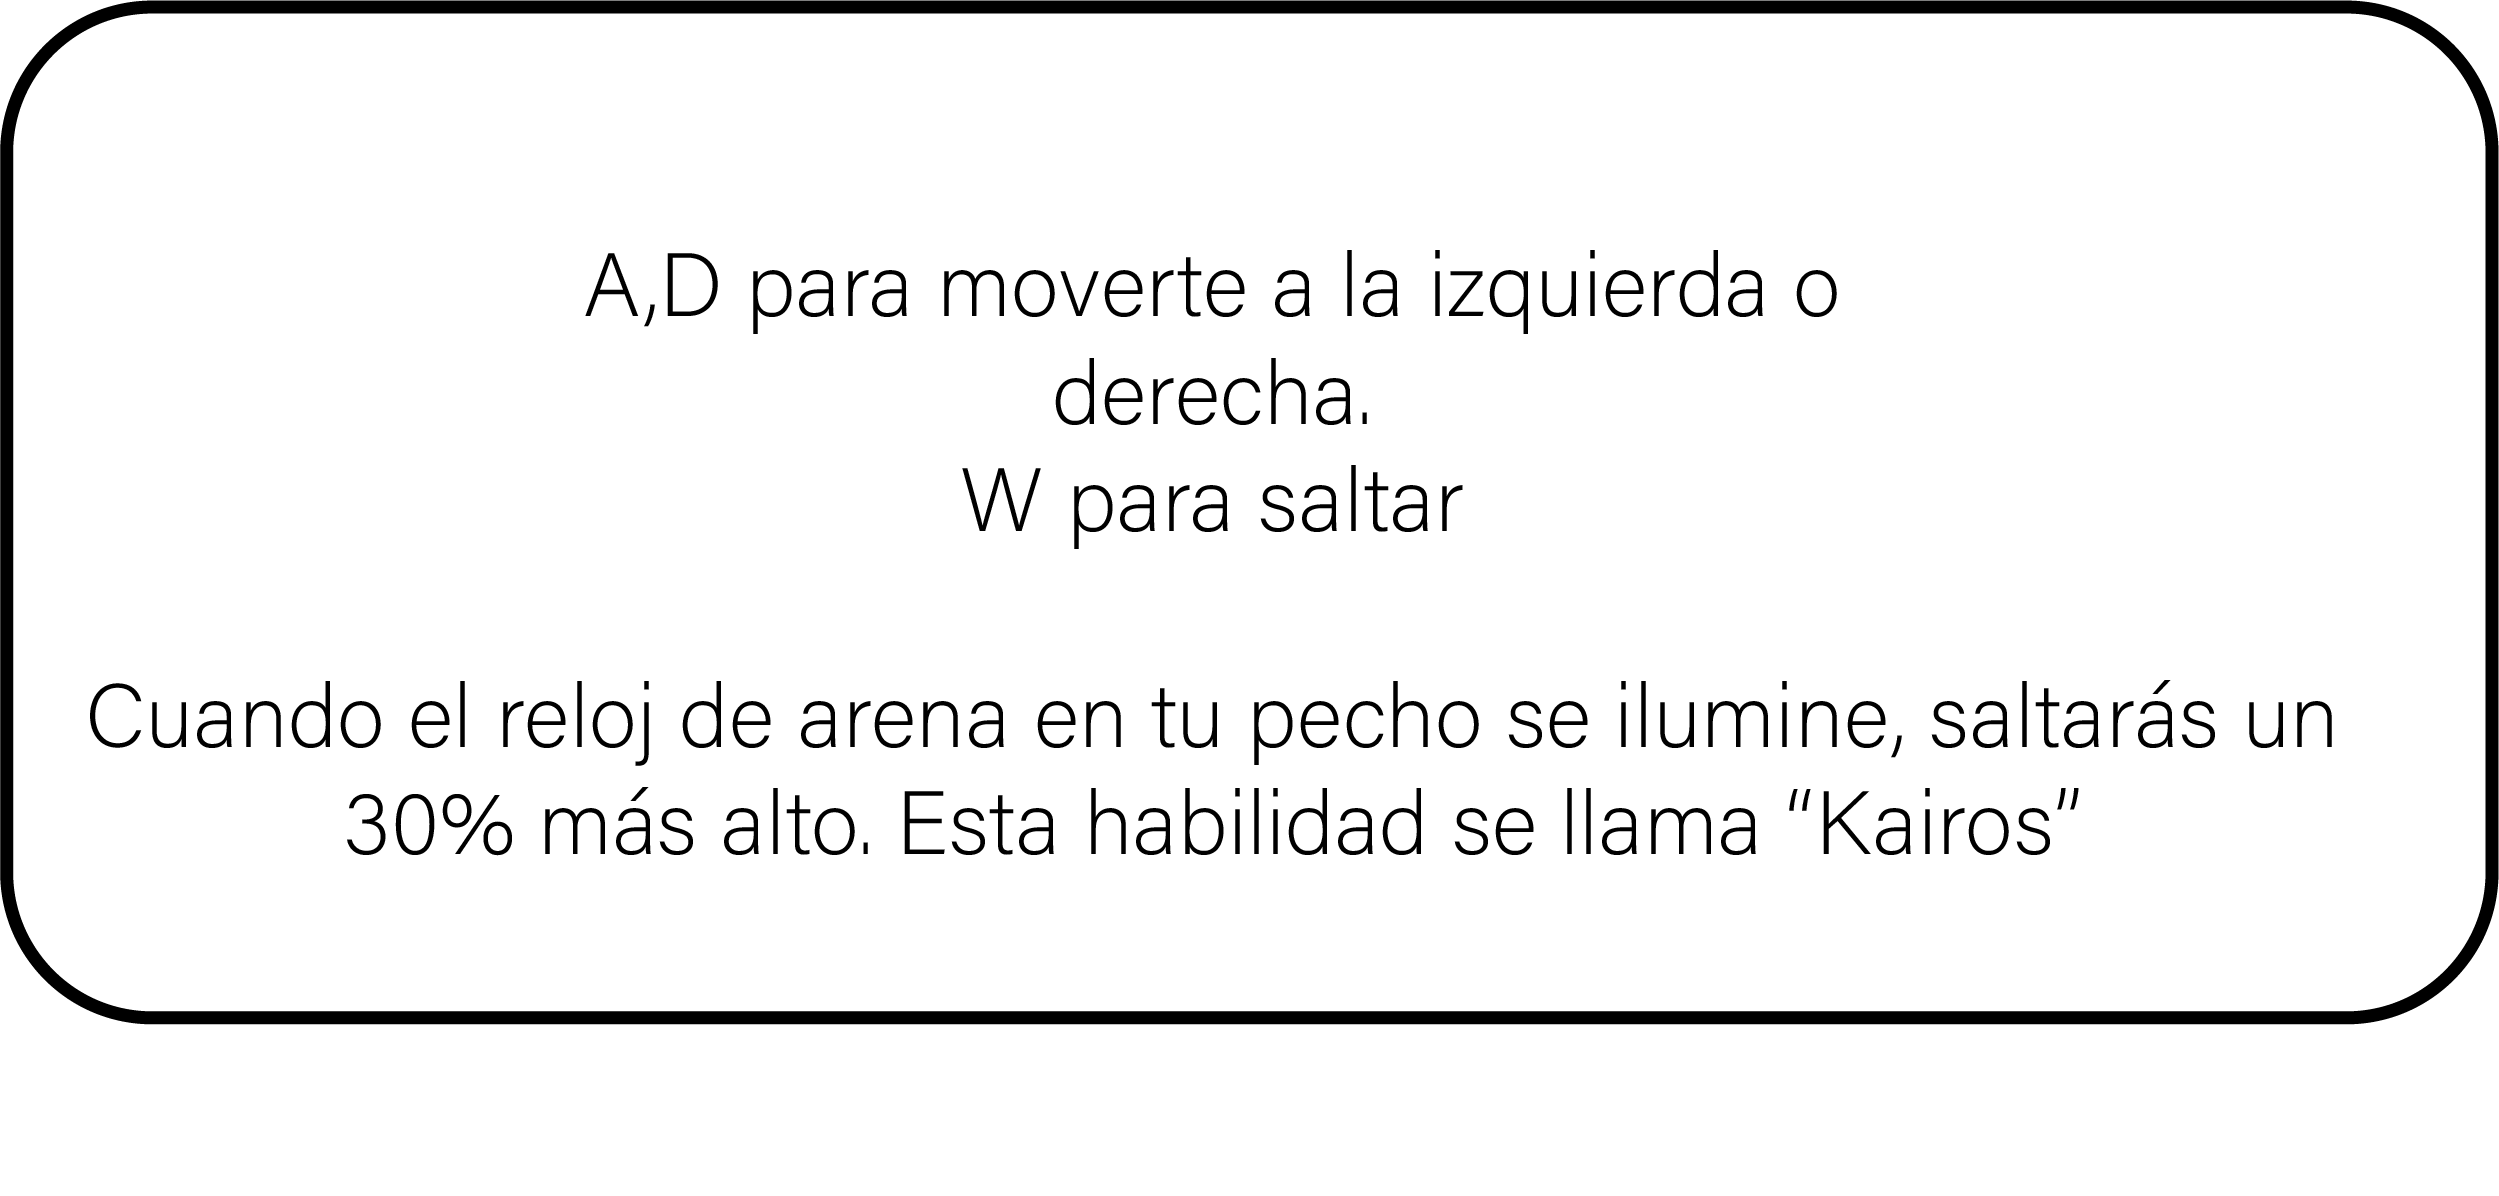 A,D para moverte a la izquierda o
derecha.
W para saltar
Cuando el reloj de arena en tu pecho se ilumine, saltarás un
30% más alto. Esta habilidad se llama “Kairos”